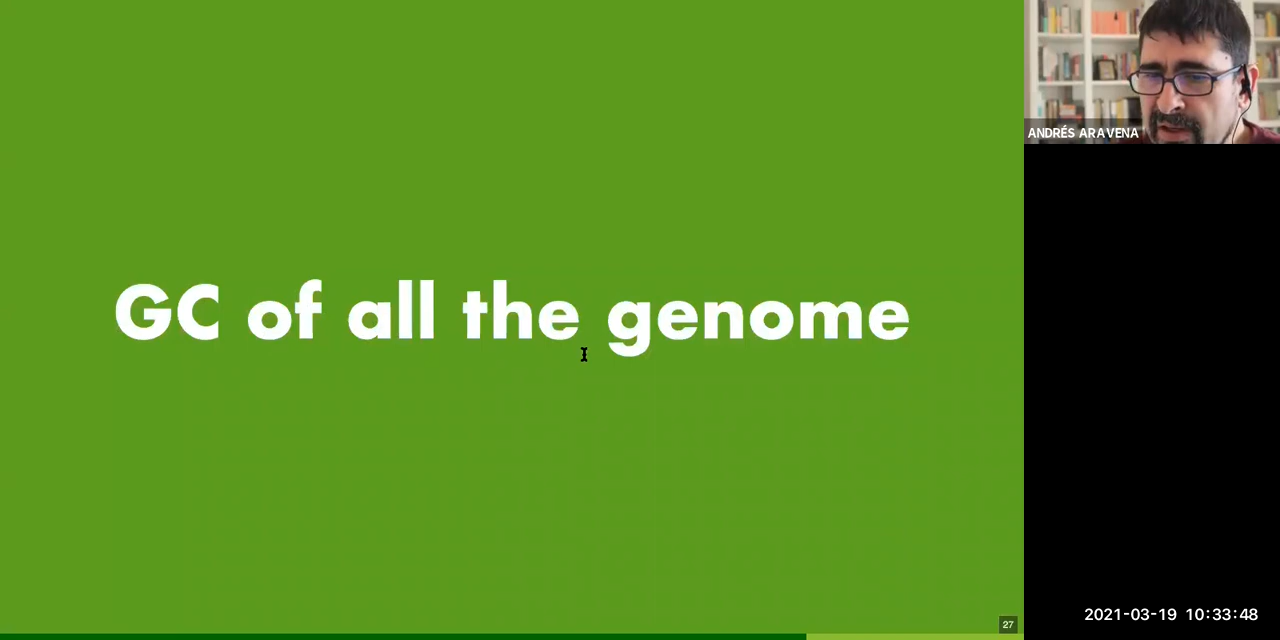 GC of all the genome
ANDRÉS ARAVENA
27
2021-03-19 10:33:48